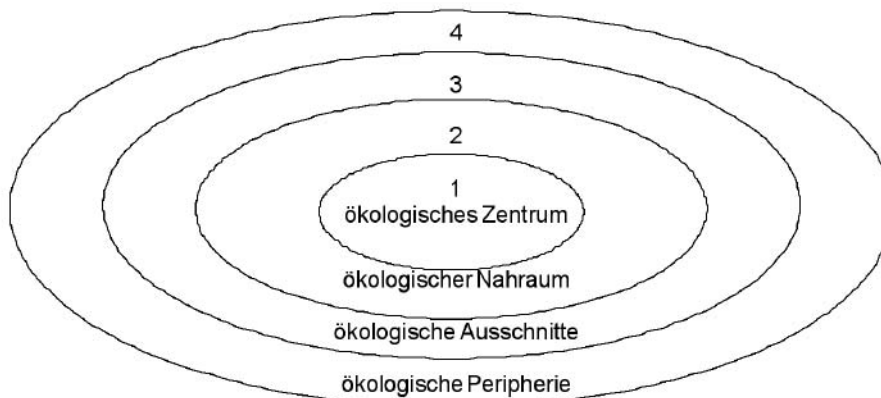 4
3
2
1
ökologisches Zentrum
ökologischer Nahraum
ökologische Ausschnitte
ökologische Peripherie